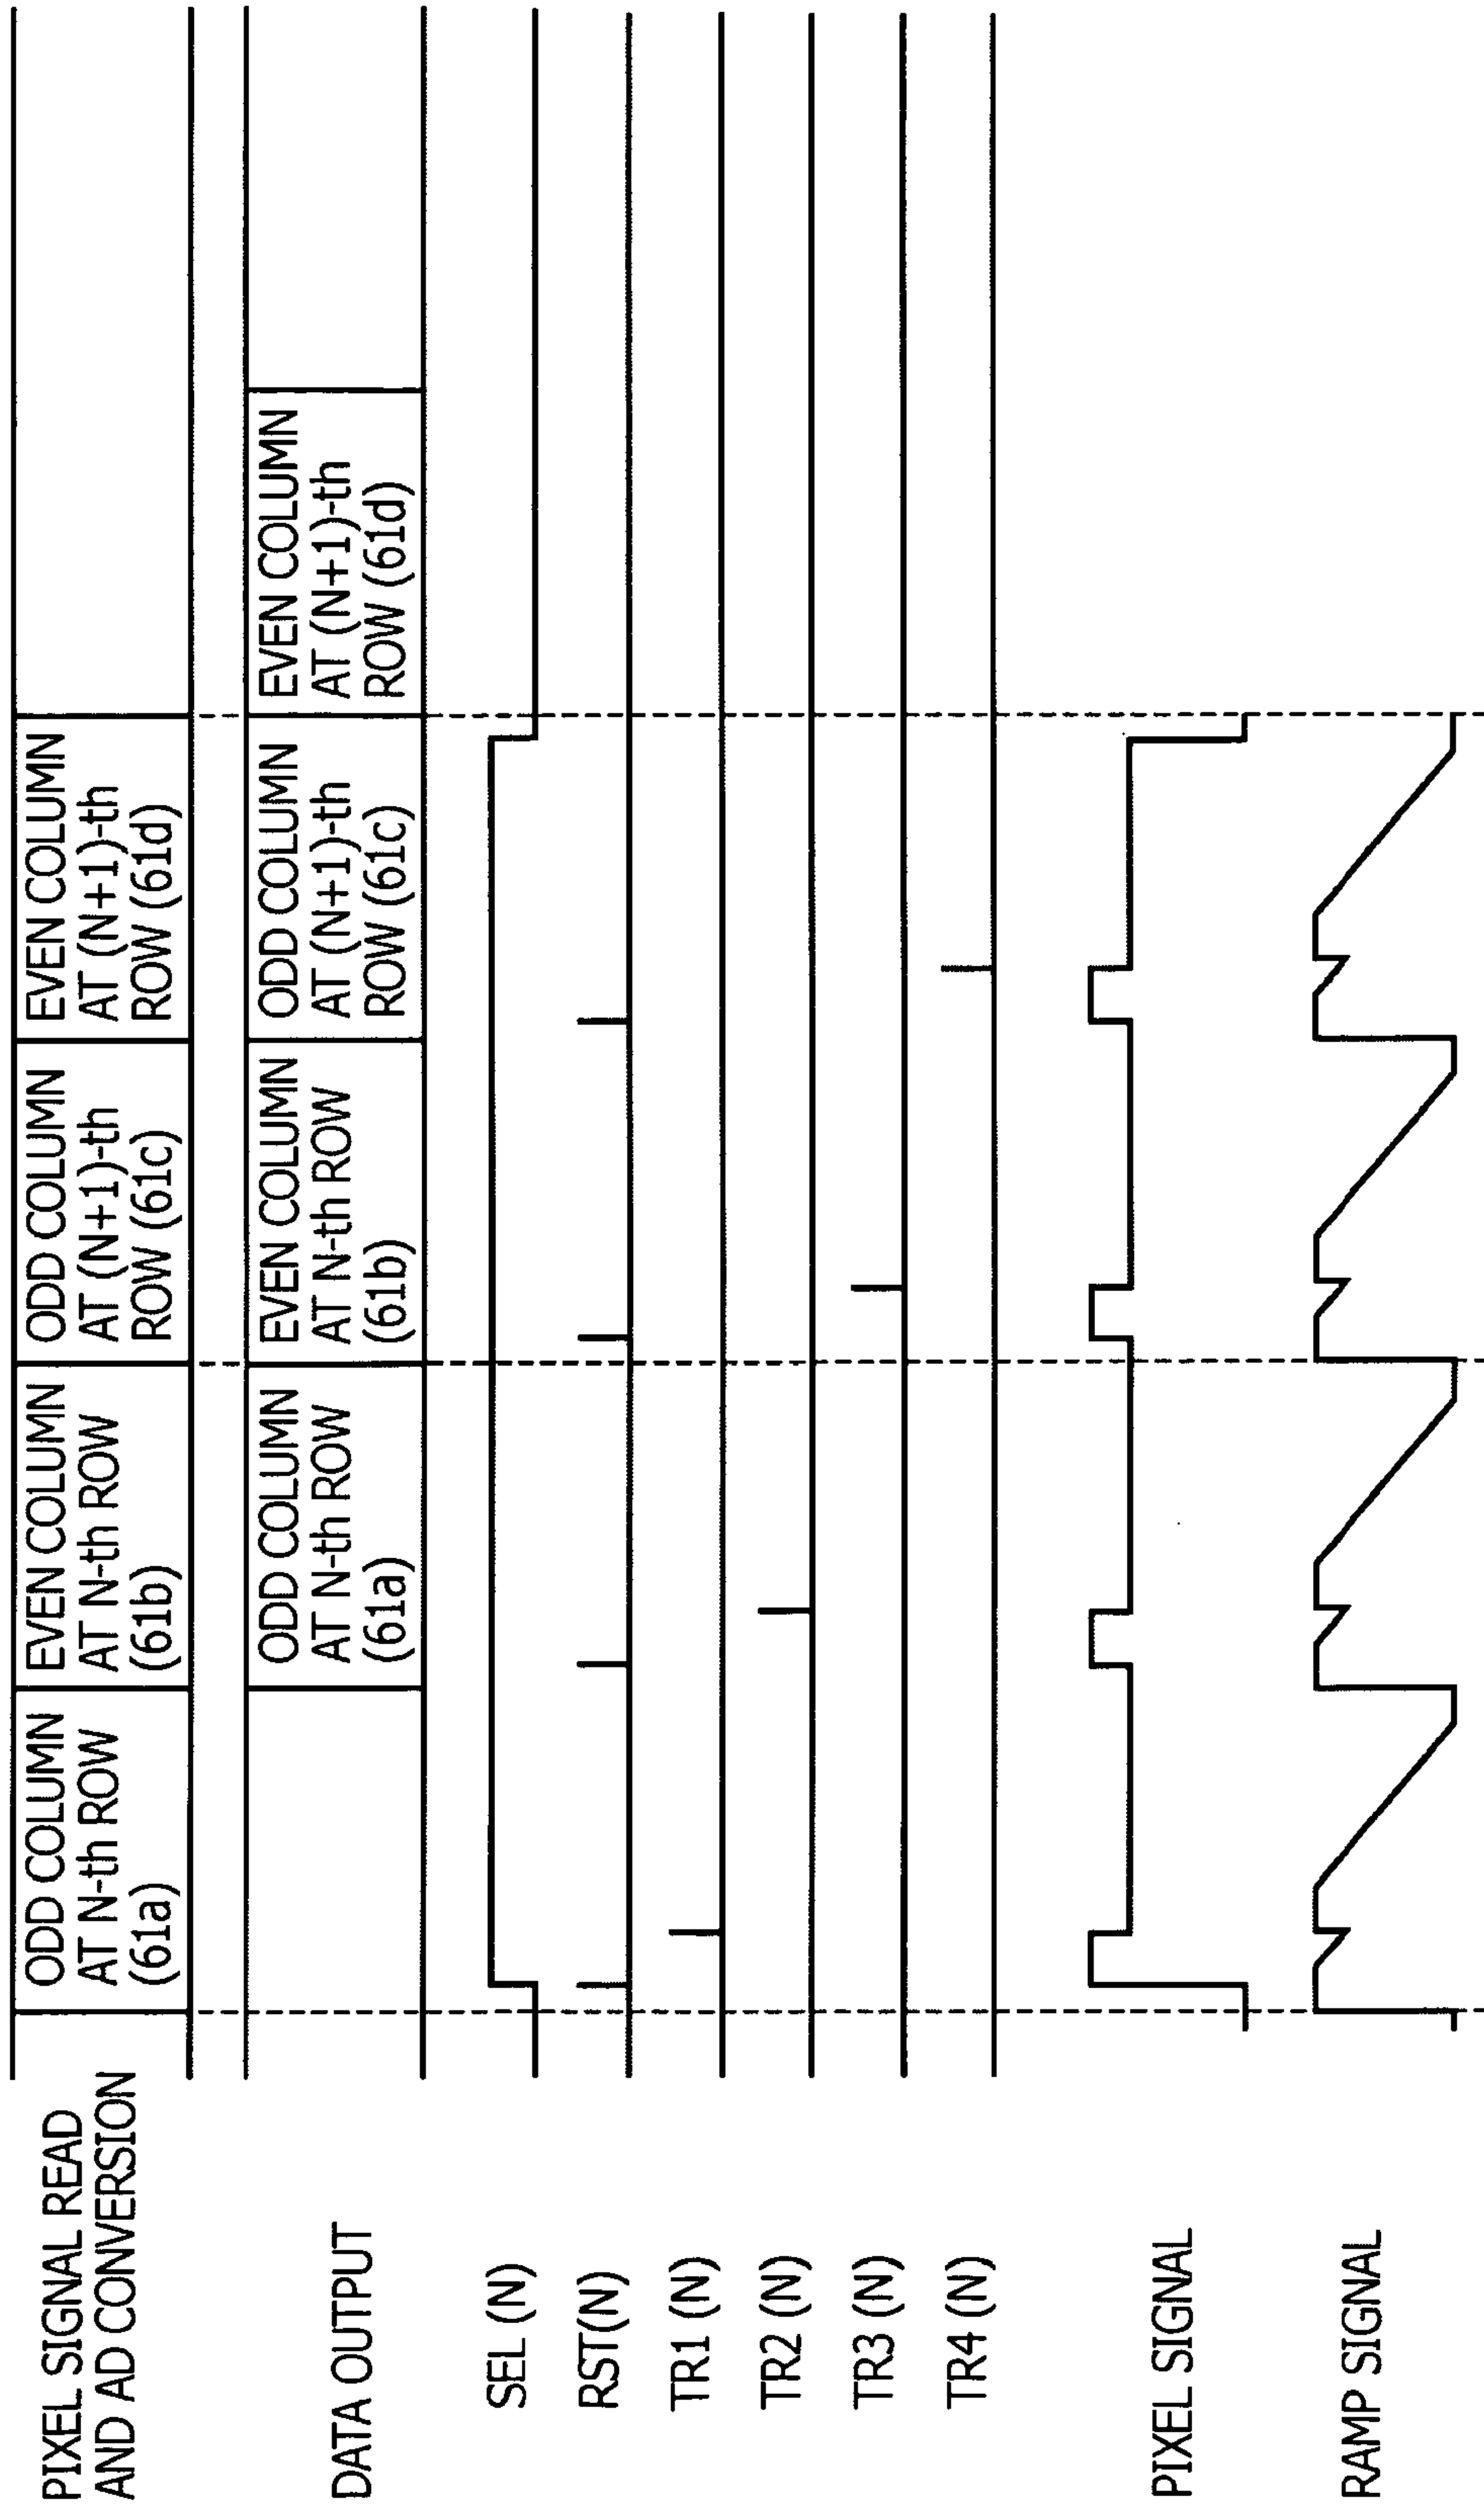 PIXEL SIGNAL READ
AND AD CONVERSION
ODD COLUMN
AT N-th ROW
(61a)
EVEN COLUMN
AT N-th ROW
(61b)
ODD COLUMN
AT (N+1)-th
ROW (61c)
EVEN COLUMN
AT (N+1)-th
ROW (61d)
DATA OUTPUT
ODD COLUMN
AT N-th ROW
(61a)
EVEN COLUMN
AT N-th ROW
(61b)
ODD COLUMN
AT (N+1)-th
ROW (61c)
EVEN COLUMN
AT (N+1)-th
ROW (61d)
SEL (N)
RST(N)
TR1 (N)
TR2 (N)
TR3 (N)
TR4 (N)
PIXEL SIGNAL
RAMP SIGNAL